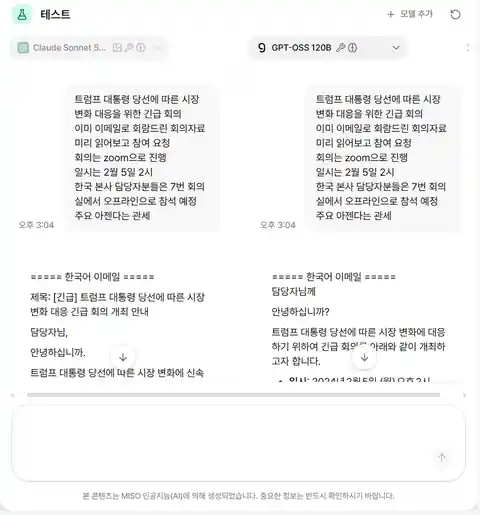 테스트
+ 모델 추가
Claude Sonnet 5...
GPT-OSS 120B
트럼프 대통령 당선에 따른 시장
변화 대응을 위한 긴급 회의
이미 이메일로 회람드린 회의자료
미리 읽어보고 참여 요청
회의는 zoom으로 진행
일시는 2월 5일 2시
한국 본사 담당자분들은 7번 회의
실에서 오프라인으로 참석 예정
주요 아젠다는 관세
오후 3:04
===== 한국어 이메일 =====
제목: [긴급] 트럼프 대통령 당선에 따른 시장
변화 대응 긴급 회의 개최 안내
담당자님,
안녕하십니까.
트럼프 대통령 당선에 따른 시장 변화에 신속
트럼프 대통령 당선에 따른 시장
변화 대응을 위한 긴급 회의
이미 이메일로 회람드린 회의자료
미리 읽어보고 참여 요청
회의는 zoom으로 진행
일시는 2월 5일 2시
한국 본사 담당자분들은 7번 회의
실에서 오프라인으로 참석 예정
주요 아젠다는 관세
오후 3:04
===== 한국어 이메일 =====
담당자님께
안녕하십니까?
트럼프 대통령 당선에 따른 시장 변화에 대응
하기 위하여 긴급 회의를 아래와 같이 개최하
고자 합니다.
• 일시: 2024년 2월 5일 (월) 오후 2시
본 콘텐츠는 MISO 인공지능(AI)에 의해 생성되었습니다. 중요한 정보는 반드시 확인하시기 바랍니다.